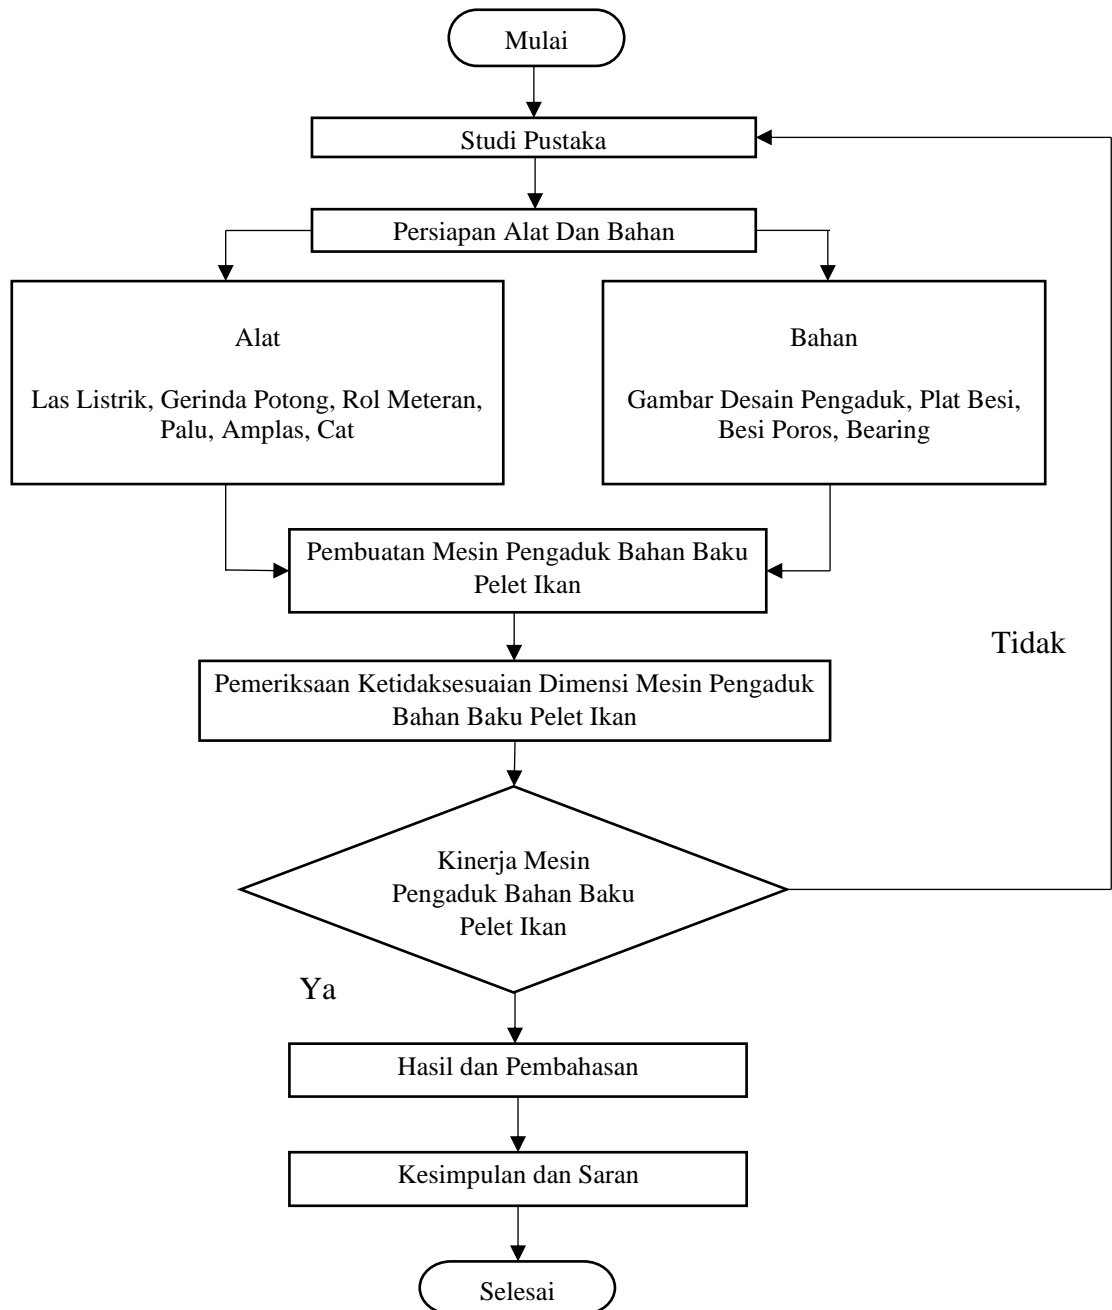 Mulai
Studi Pustaka
Persiapan Alat Dan Bahan
Alat
Las Listrik, Gerinda Potong, Rol Meteran,
Palu, Amplas, Cat
Bahan
Gambar Desain Pengaduk, Plat Besi,
Besi Poros, Bearing
Pembuatan Mesin Pengaduk Bahan Baku
Pelet Ikan
Tidak
Pemeriksaan Ketidaksesuaian Dimensi Mesin Pengaduk
Bahan Baku Pelet Ikan
Kinerja Mesin
Pengaduk Bahan Baku
Pelet Ikan
Ya
Hasil dan Pembahasan
Kesimpulan dan Saran
Selesai